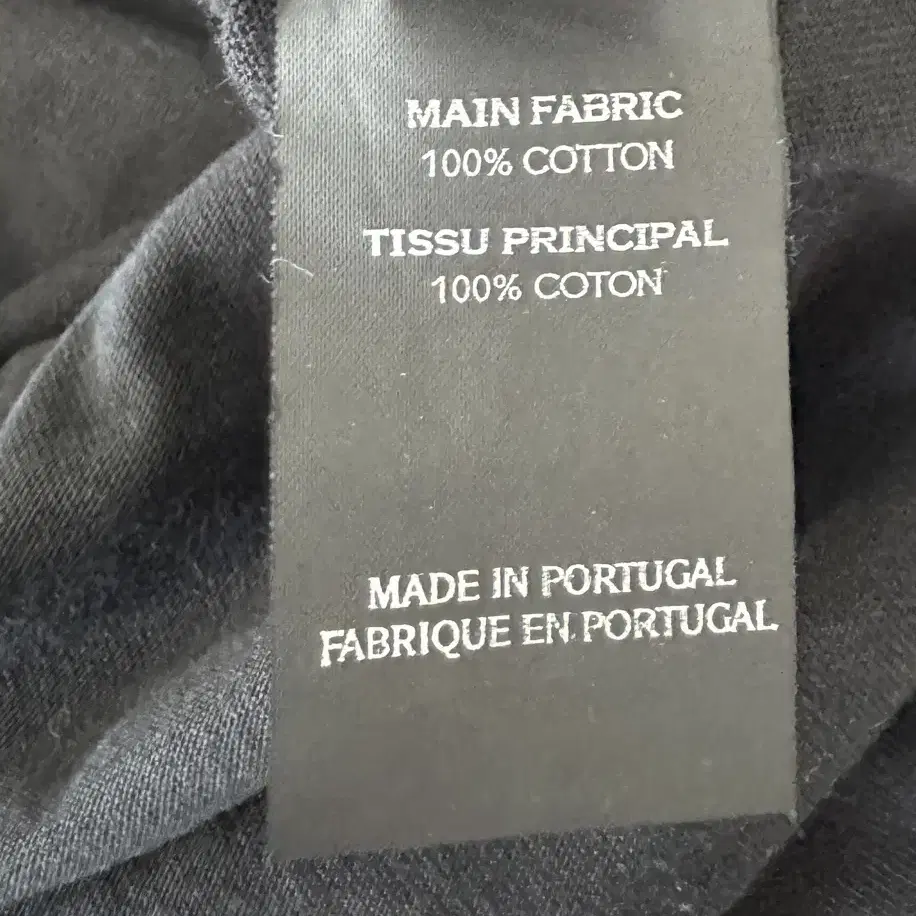 MAIN FABRIC
100% COTTON
TISSU PRINCIPAL
100% COTON
MADE IN PORTUGAL
FABRIQUE EN PORTUGAL